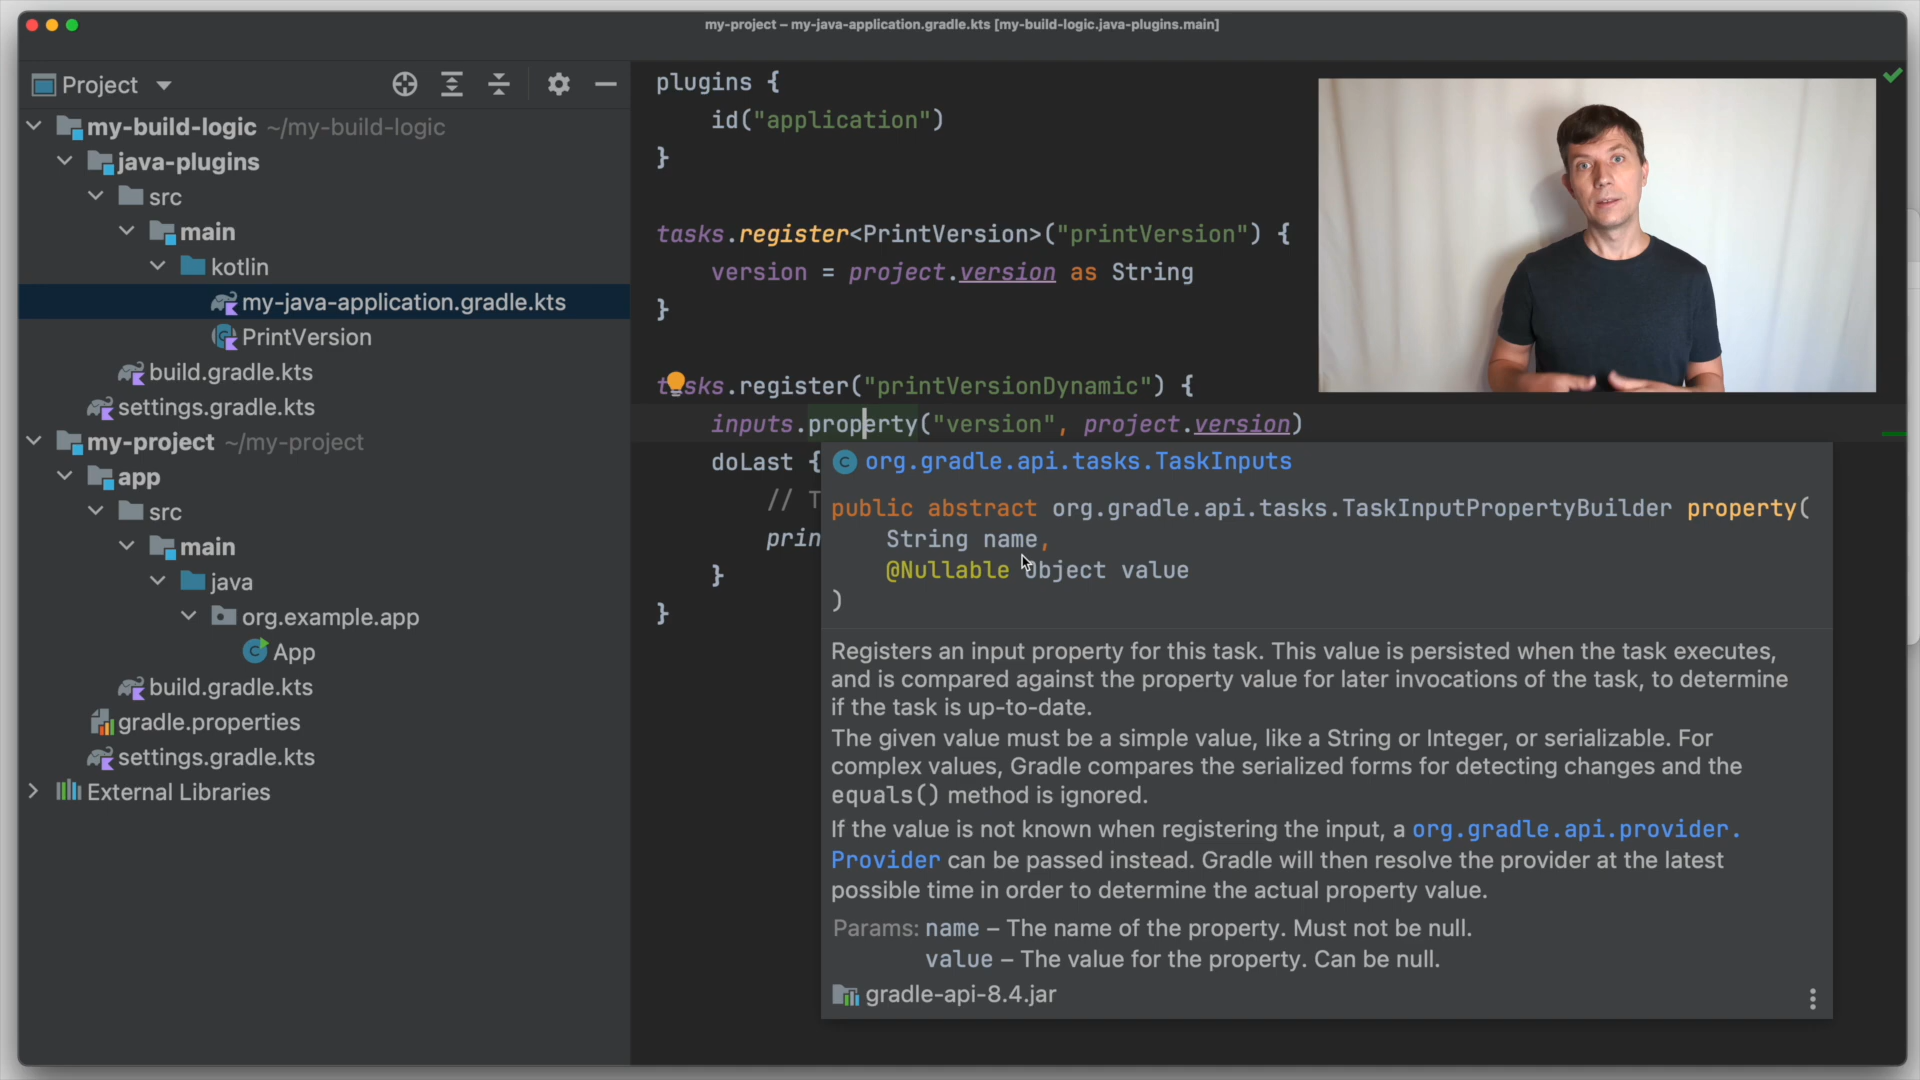 my-project – my-java-application.gradle.kts [my-build-logic.java-plugins.main]
Project
my-build-logic ~/my-build-logic
java-plugins
src
main
kotlin
my-java-application.gradle.kts
PrintVersion
build.gradle.kts
settings.gradle.kts
my-project ~/my-project
app
src
main
java
org.example.app
App
build.gradle.kts
gradle.properties
settings.gradle.kts
External Libraries
plugins {
id("application")
}
tasks.register<PrintVersion>("printVersion") {
version = project.version as String
}
tasks.register("printVersionDynamic") {
inputs.property("version", project.version)
doLast {
// T
prin
}
}
org.gradle.api.tasks.TaskInputs
public abstract org.gradle.api.tasks.TaskInputPropertyBuilder property(
String name,
@Nullable Object value
)
Registers an input property for this task. This value is persisted when the task executes,
and is compared against the property value for later invocations of the task, to determine
if the task is up-to-date.
The given value must be a simple value, like a String or Integer, or serializable. For
complex values, Gradle compares the serialized forms for detecting changes and the
equals() method is ignored.
If the value is not known when registering the input, a org.gradle.api.provider.
Provider can be passed instead. Gradle will then resolve the provider at the latest
possible time in order to determine the actual property value.
Params: name – The name of the property. Must not be null.
value – The value for the property. Can be null.
gradle-api-8.4.jar